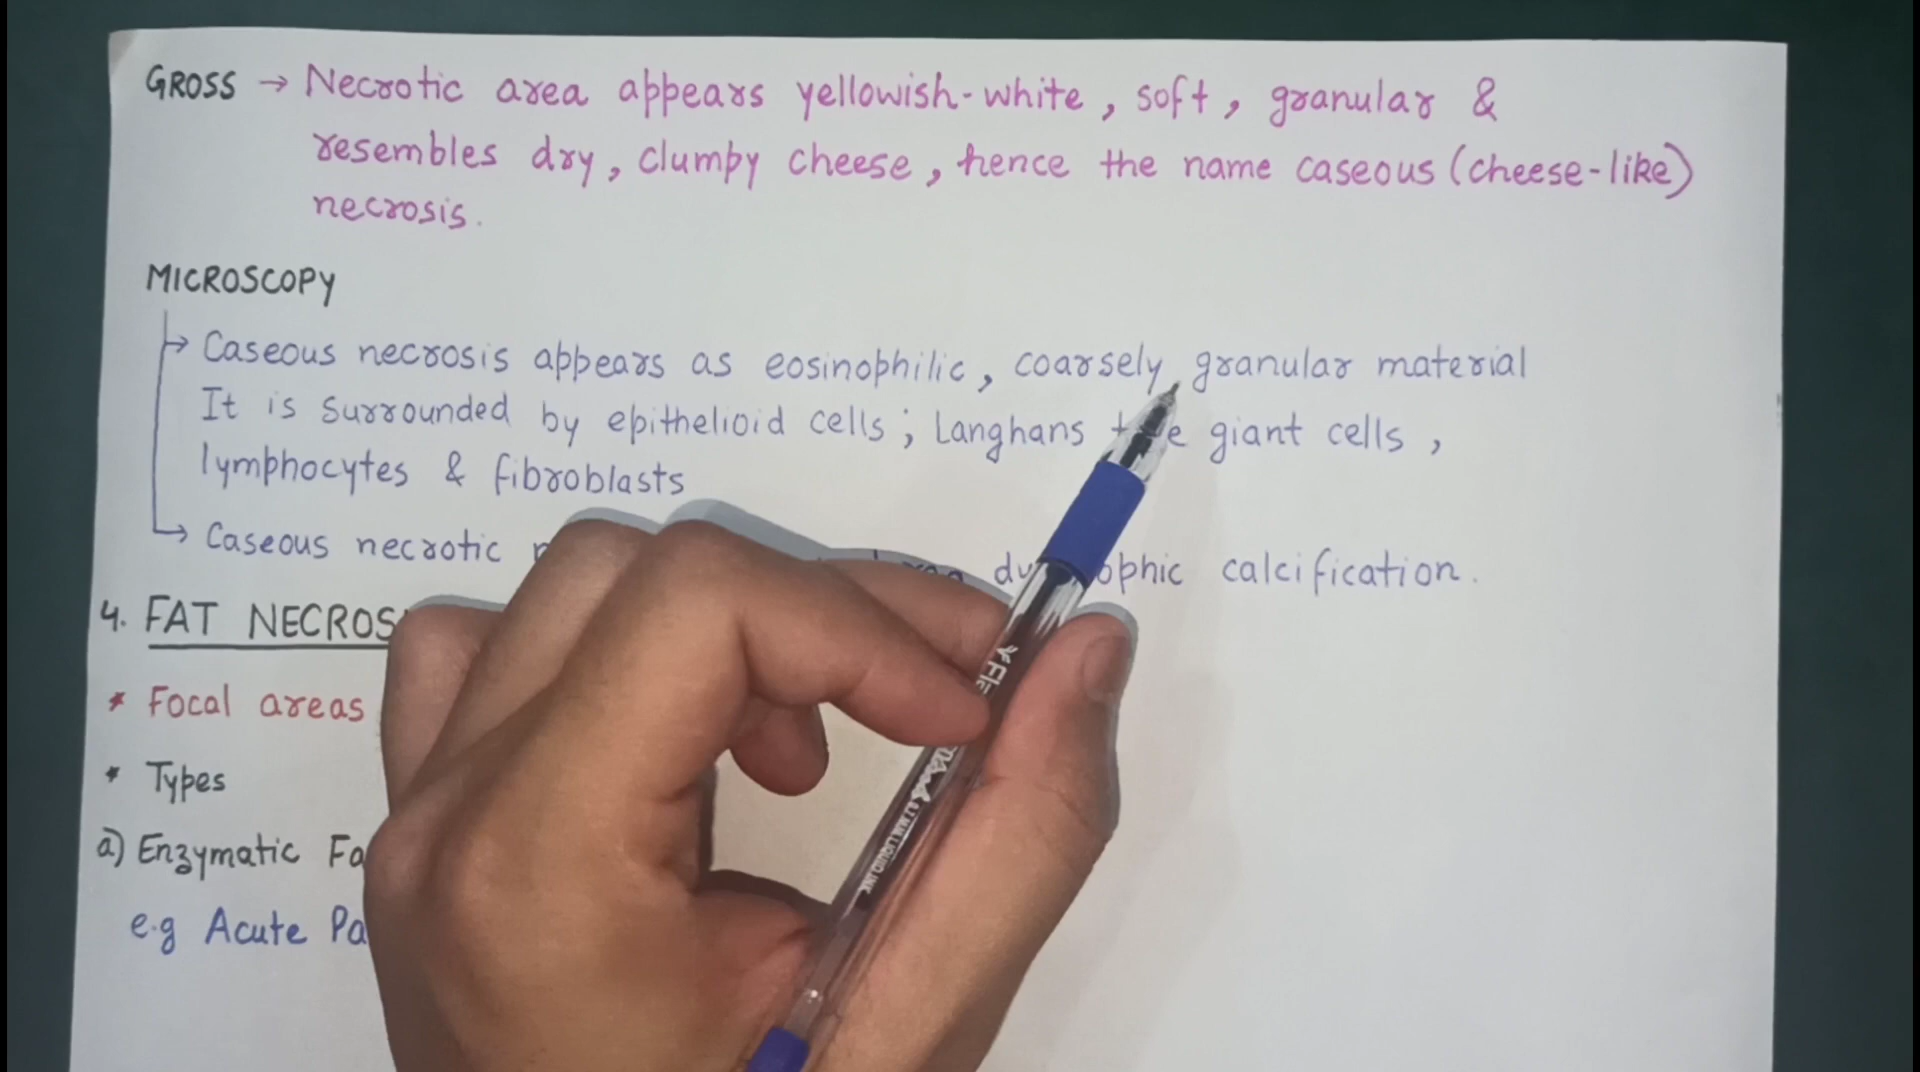 GROSS → Necrotic area appears yellowish-white, soft, granular &
resembles dry, clumpy cheese, hence the name caseous (cheese-like)
necrosis.
MICROSCOPY
→ Caseous necrosis appears as eosinophilic, coarsely granular material
It is surrounded by epithelioid cells; Langhans giant cells,
lymphocytes & fibroblasts
→ Caseous necrotic calcification.
4. FAT NECROS
* Focal areas
* Types
a) Enzymatic Fa
e.g Acute Pa
LIQUID INK